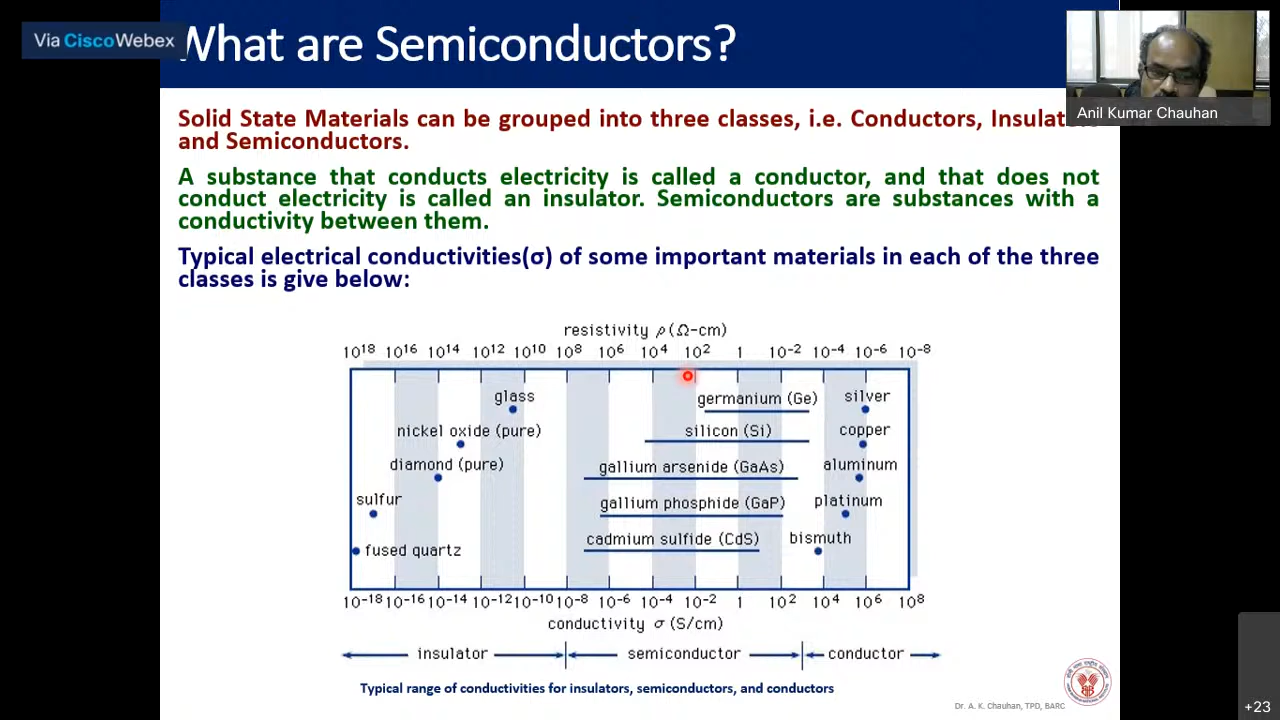 Via CiscoWebex
What are Semiconductors?
Anil Kumar Chauhan
Solid State Materials can be grouped into three classes, i.e. Conductors,
and Semiconductors.
A substance that conducts electricity is called a conductor, and that does not
conduct electricity is called an insulator. Semiconductors are substances with a
conductivity between them.
Typical electrical conductivities(σ) of some important materials in each of the three
classes is give below:
resistivity ρ (Ω-cm)
10¹⁸ 10¹⁶ 10¹⁴ 10¹² 10¹⁰ 10⁸ 10⁶ 10⁴ 10² 1 10⁻² 10⁻⁴ 10⁻⁶ 10⁻⁸
glass germanium (Ge) silver
nickel oxide (pure) silicon (Si) copper
diamond (pure) gallium arsenide (GaAs) aluminum
sulfur gallium phosphide (GaP) platinum
fused quartz cadmium sulfide (CdS) bismuth
10⁻¹⁸ 10⁻¹⁶ 10⁻¹⁴ 10⁻¹² 10⁻¹⁰ 10⁻⁸ 10⁻⁶ 10⁻⁴ 10⁻² 1 10² 10⁴ 10⁶ 10⁸
conductivity σ (S/cm)
insulator semiconductor conductor
Typical range of conductivities for insulators, semiconductors, and conductors
Dr. A. K. Chauhan, TPD, BARC
+23